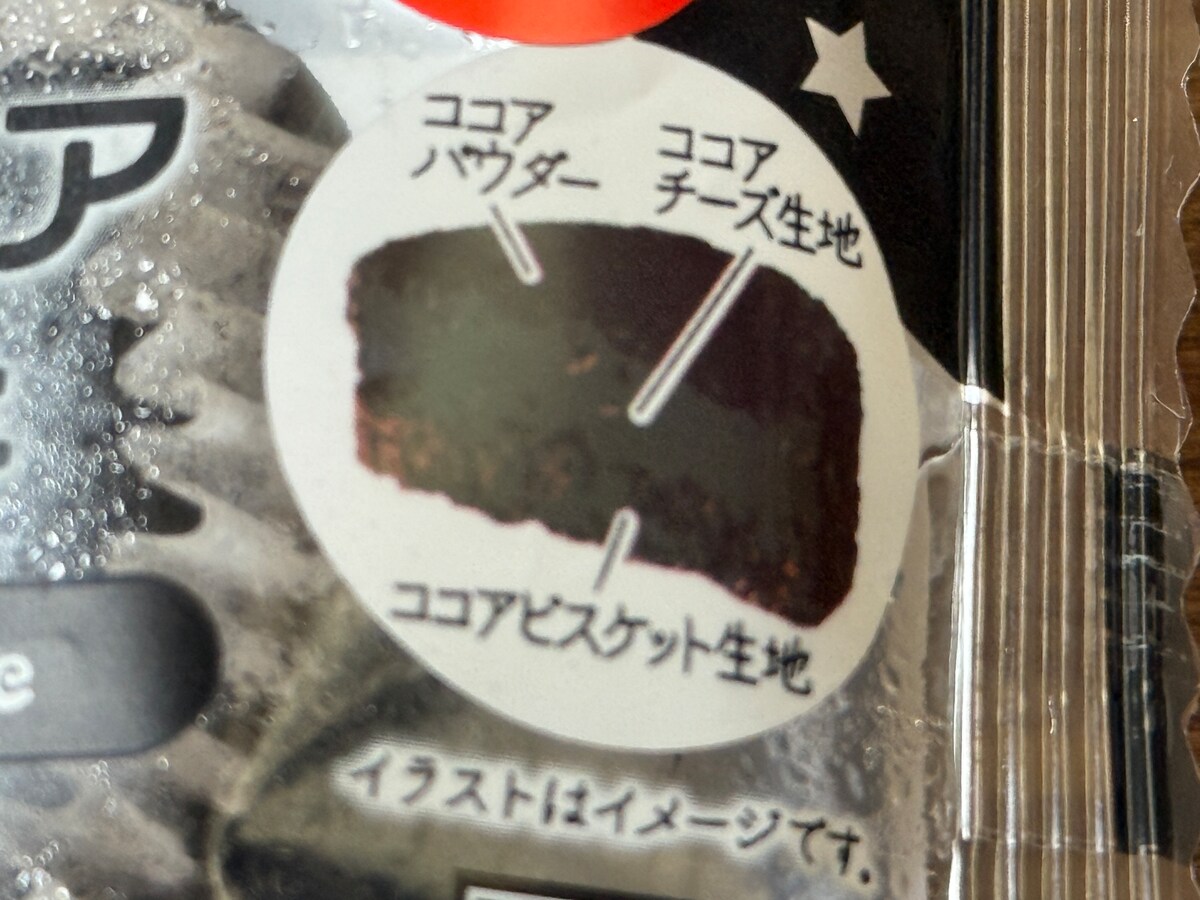 ア
ココア
パウダー
ココア
チーズ生地
ココアビスケット生地
e
イラストはイメージです。